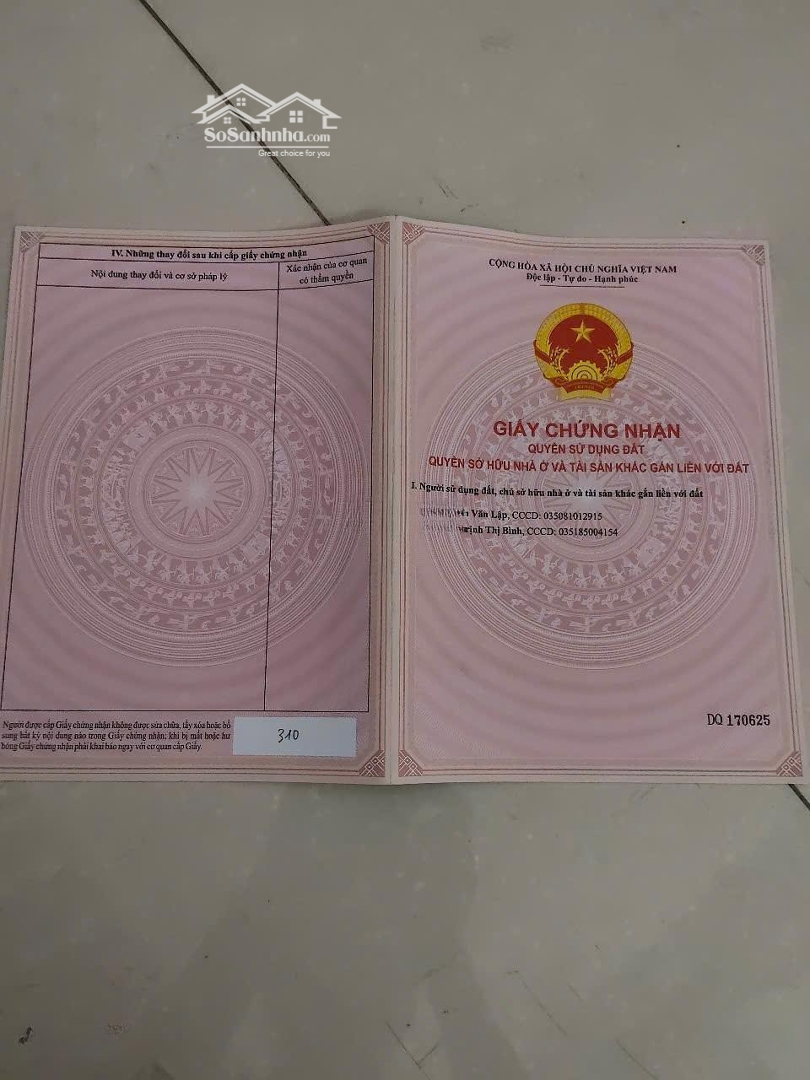 SoSanhnha.com
Great choice for you
IV. Những thay đổi sau khi cấp giấy chứng nhận
Nội dung thay đổi và cơ sở pháp lý
Xác nhận của cơ quan
có thẩm quyền
Người được cấp Giấy chứng nhận không được sửa chữa, tẩy xóa hoặc bổ
sung bất kỳ nội dung nào trong Giấy chứng nhận; khi bị mất hoặc hư
hỏng Giấy chứng nhận phải khai báo ngay với cơ quan cấp Giấy.
310
CỘNG HÒA XÃ HỘI CHỦ NGHĨA VIỆT NAM
Độc lập - Tự do - Hạnh phúc
GIẤY CHỨNG NHẬN
QUYỀN SỬ DỤNG ĐẤT
QUYỀN SỞ HỮU NHÀ Ở VÀ TÀI SẢN KHÁC GẮN LIỀN VỚI ĐẤT
I. Người sử dụng đất, chủ sở hữu nhà ở và tài sản khác gắn liền với đất
Văn Lập, CCCD: 035081012915
Thị Bình, CCCD: 035185004154
DQ 170625